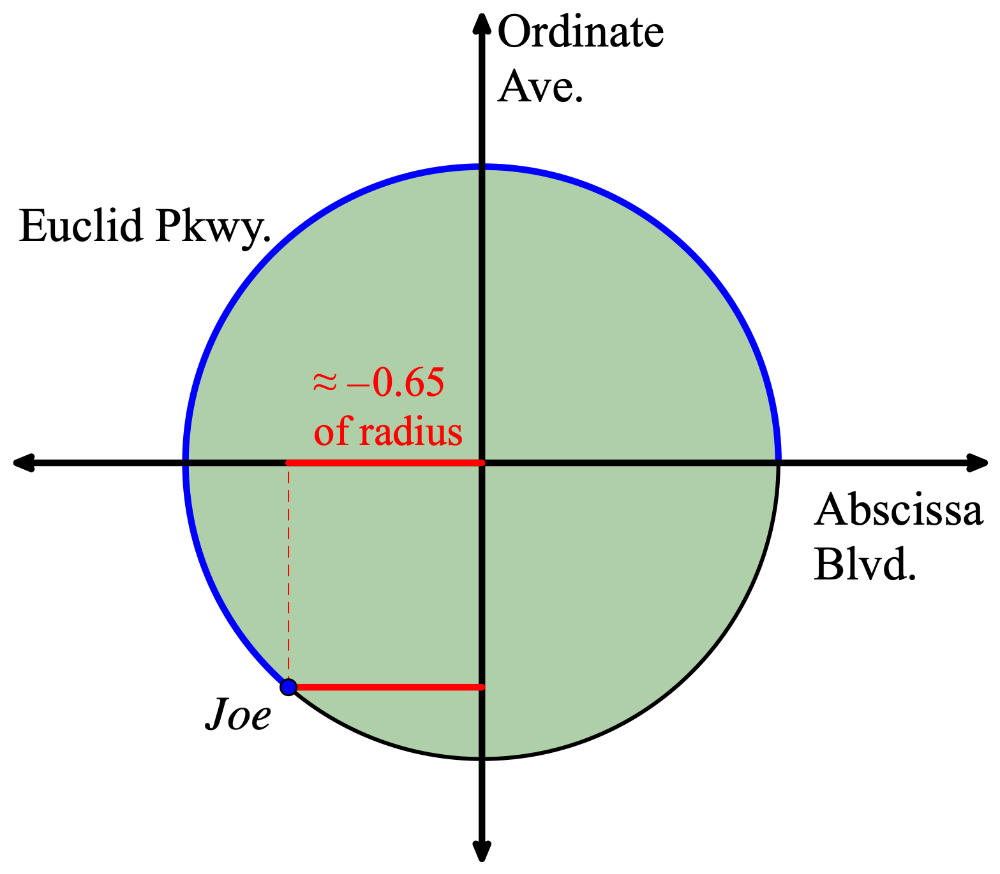 Ordinate
Ave.
Euclid Pkwy.
≈ –0.65
of radius
Abscissa
Blvd.
Joe